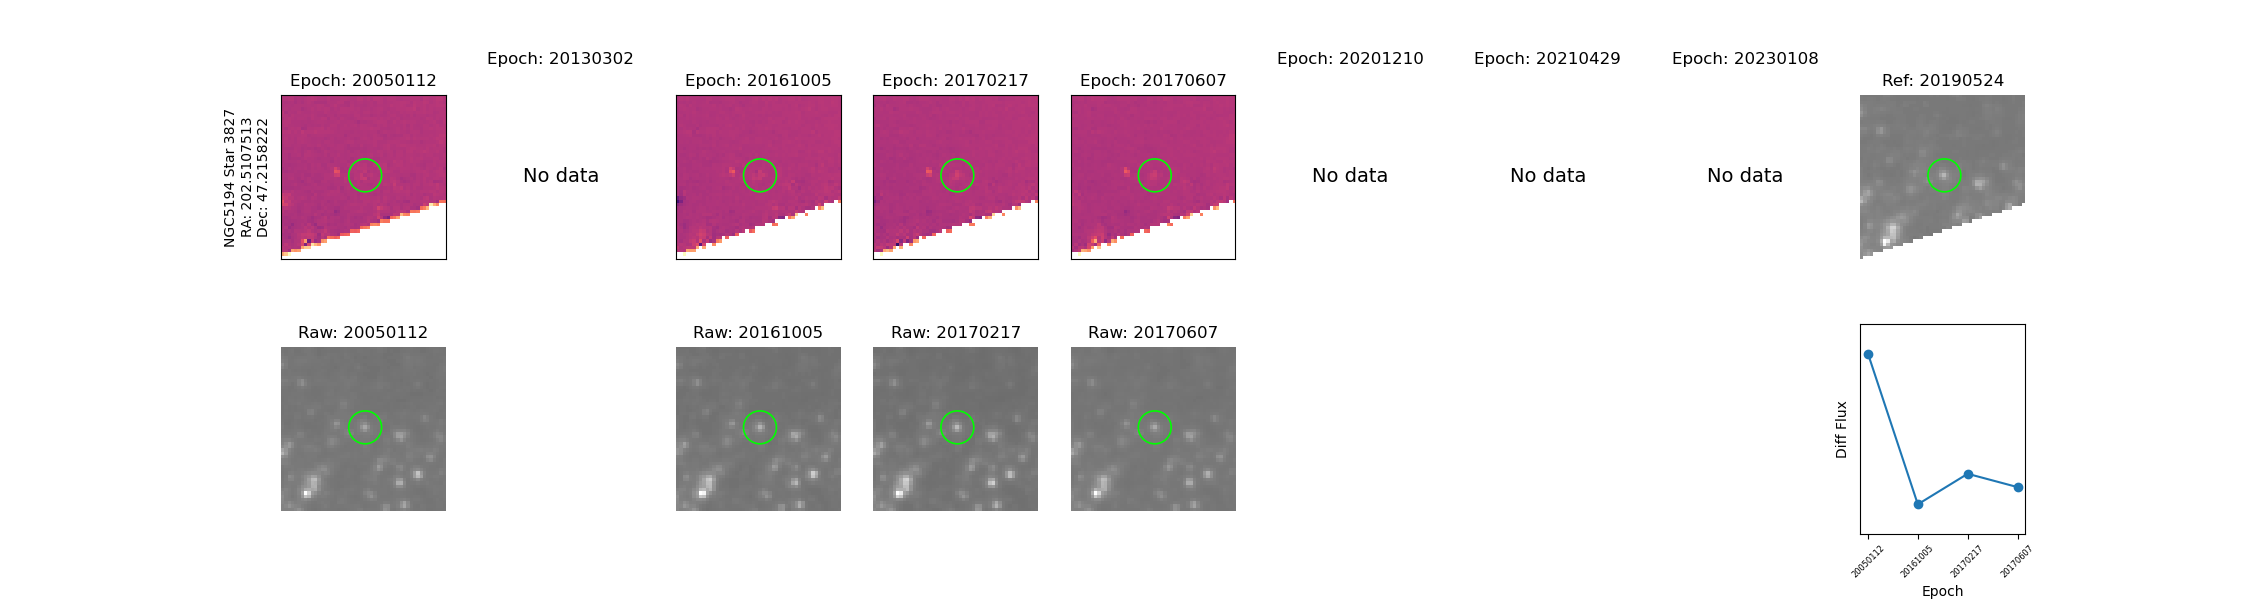 NGC5194 Star 3827
RA: 202.5107513
Dec: 47.2158222
Epoch: 20050112
Epoch: 20130302
No data
Epoch: 20161005
Epoch: 20170217
Epoch: 20170607
Epoch: 20201210
No data
Epoch: 20210429
No data
Epoch: 20230108
No data
Ref: 20190524
Raw: 20050112
Raw: 20161005
Raw: 20170217
Raw: 20170607
Diff Flux
20050112
20161005
20170217
20170607
Epoch